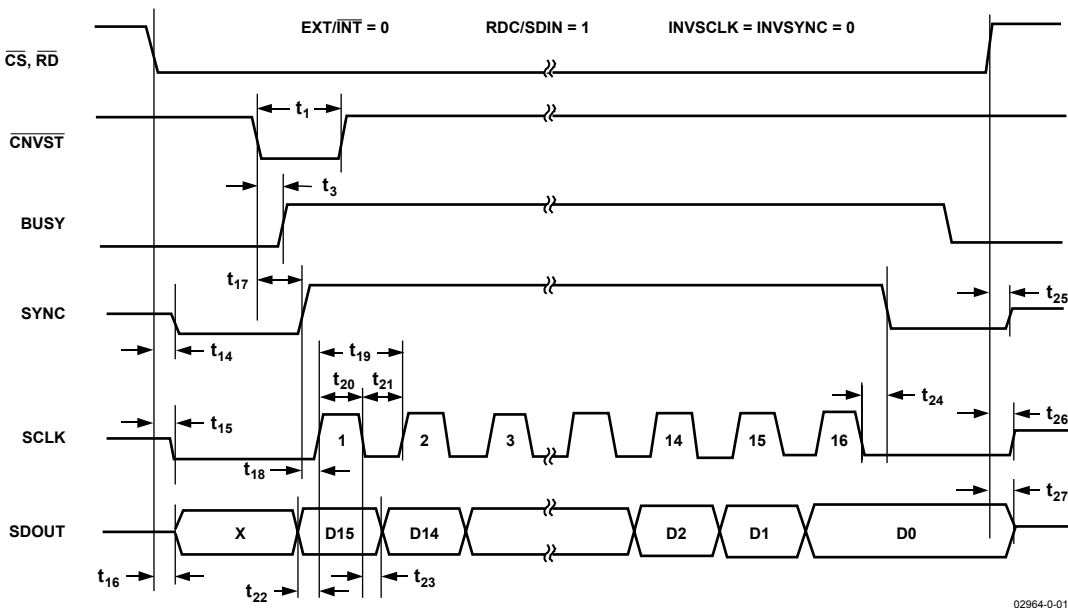 EXT/INT = 0 RDC/SDIN = 1 INVSCLK = INVSYNC = 0
CS, RD
t1
CNVST
t3
BUSY
t17
SYNC
t25
t14
t19
t20 t21
t24
t15
t26
SCLK
1 2 3 14 15 16
t18
t27
SDOUT
X D15 D14 D2 D1 D0
t16
t22
t23
02964-0-01